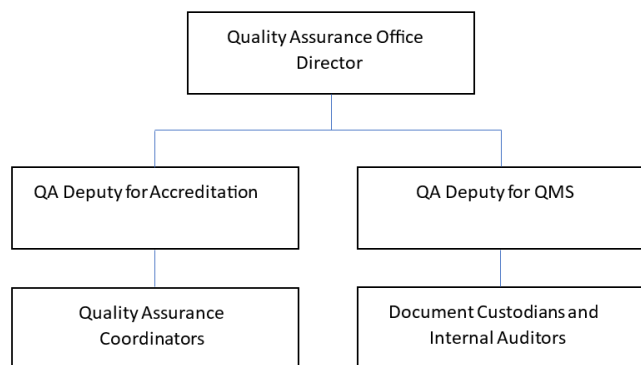 Quality Assurance Office
Director
QA Deputy for Accreditation
QA Deputy for QMS
Quality Assurance
Coordinators
Document Custodians and
Internal Auditors